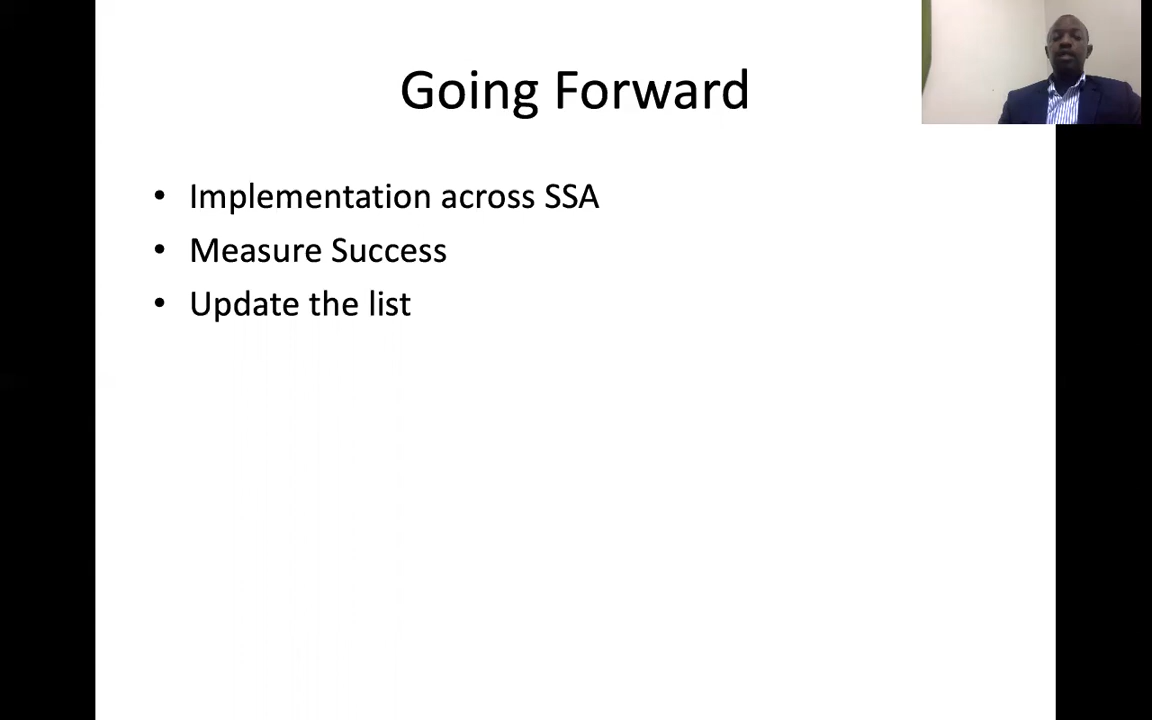 Going Forward
• Implementation across SSA
• Measure Success
• Update the list